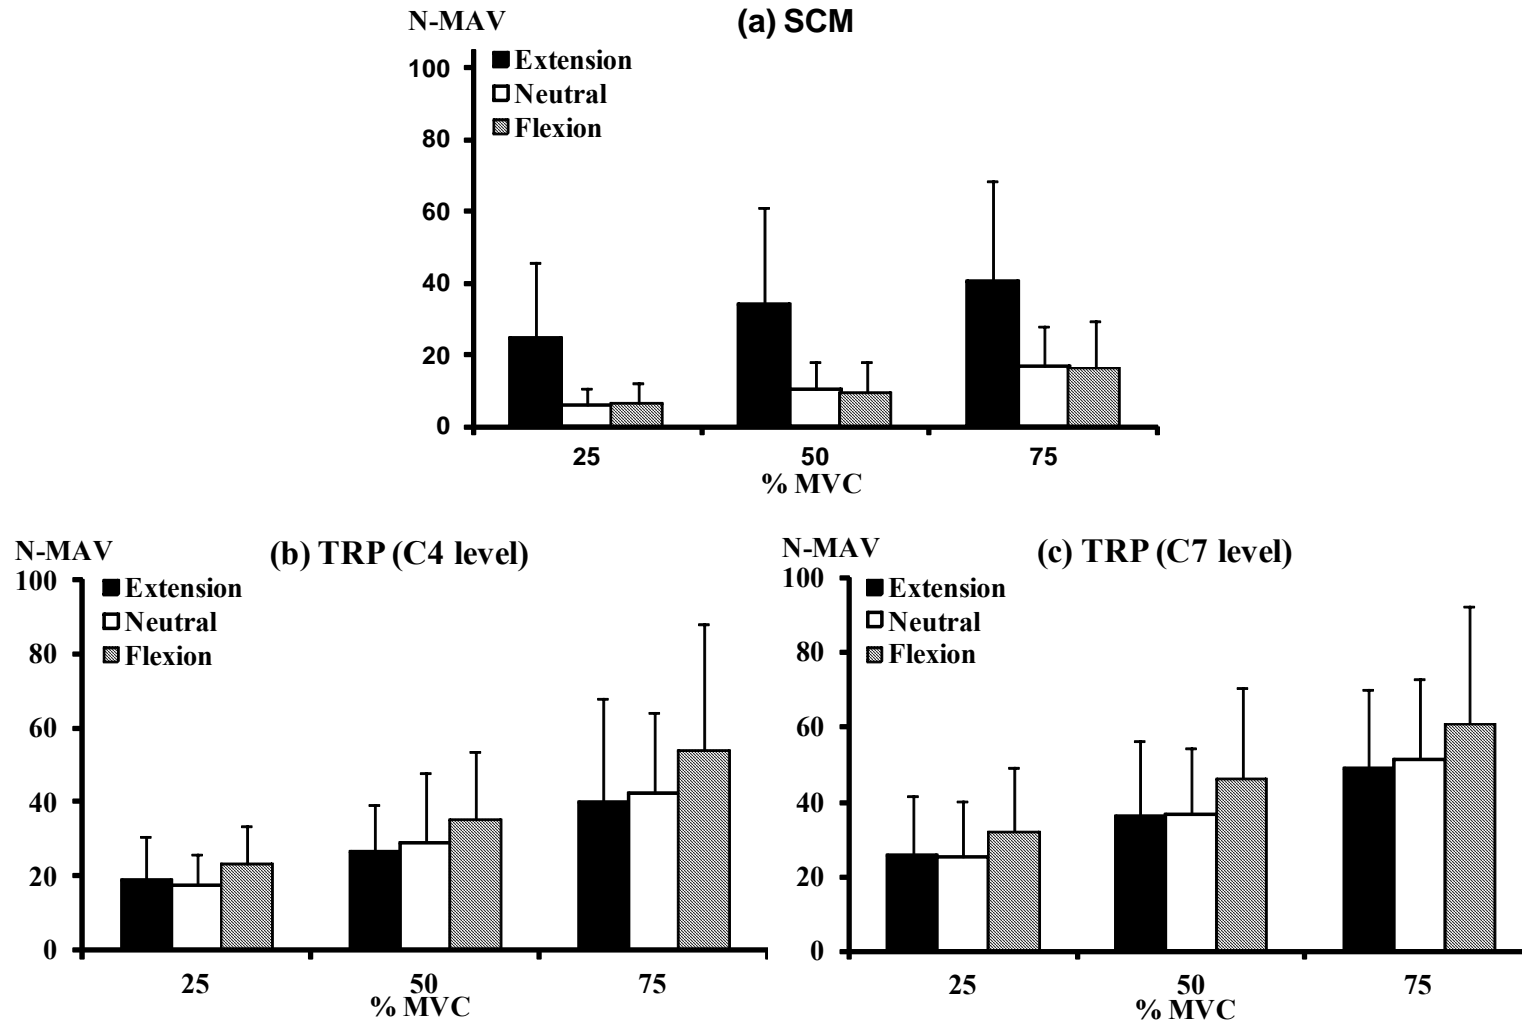 N-MAV
(a) SCM
100
80
60
40
20
0
Extension
Neutral
Flexion
25 50 75
% MVC
N-MAV
(b) TRP (C4 level)
100
80
60
40
20
0
Extension
Neutral
Flexion
25 50 75
% MVC
N-MAV
(c) TRP (C7 level)
100
80
60
40
20
0
Extension
Neutral
Flexion
25 50 75
% MVC